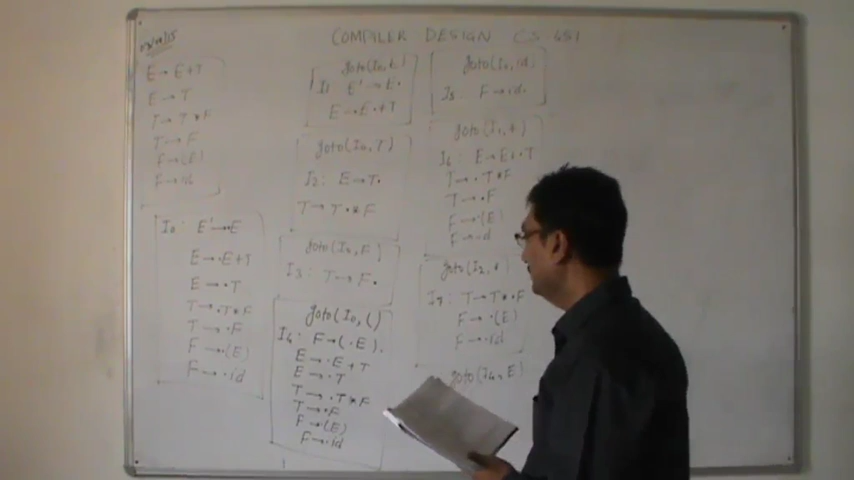 COMPILER DESIGN CS 451
E → E+T
E → T
T → T*F
T → F
F → (E)
F → id
I0: E' → ·E
E → ·E+T
E → ·T
T → ·T*F
T → ·F
F → ·(E)
F → ·id
goto(I0,E)
I1: E' → E·
E → E·+T
goto(I0,T)
I2: E → T·
T → T·*F
goto(I0,F)
I3: T → F·
goto(I0,()
I4: F → (·E)
E → ·E+T
E → ·T
T → ·T*F
T → ·F
F → ·(E)
F → ·id
goto(I0,id)
I5: F → id·
goto(I1,+)
I6: E → E+·T
T → ·T*F
T → ·F
F → ·(E)
F → ·id
goto(I2,
I7: T → T*·F
F → ·(E)
F → ·id
goto(I4,E)